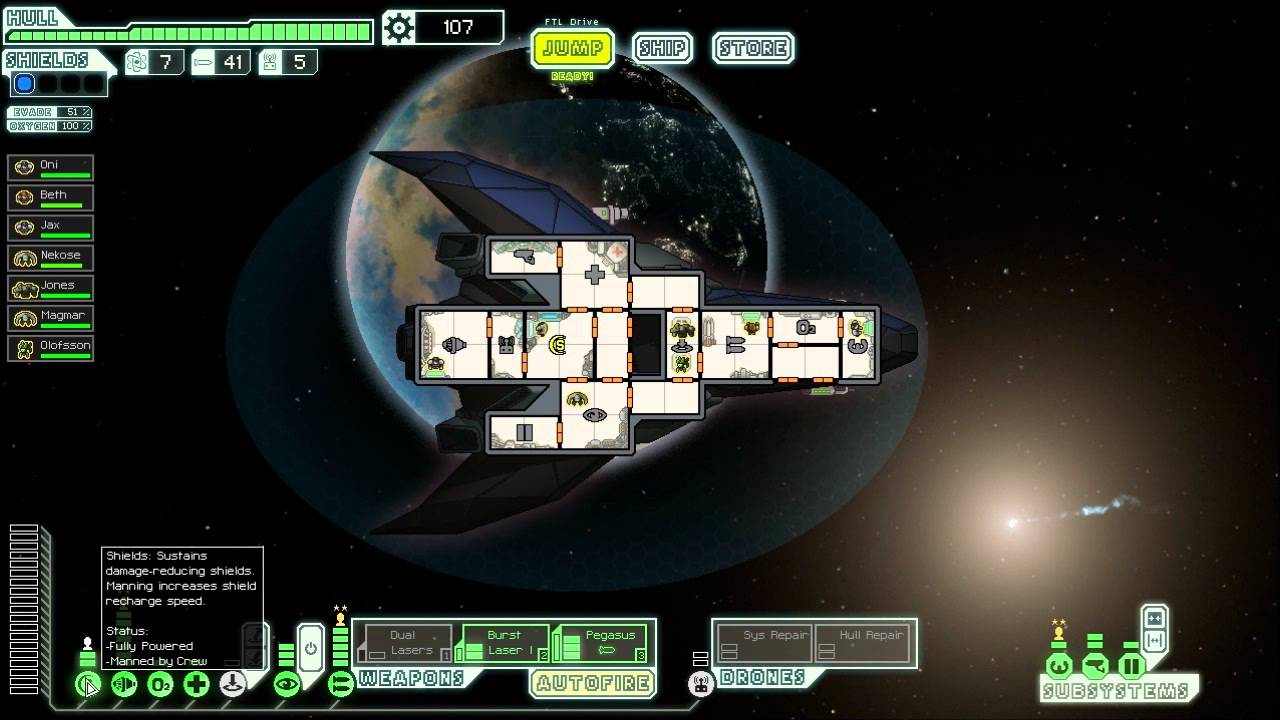 HULL
107
FTL Drive
JUMP
SHIP
STORE
READY!
SHIELDS
7
41
5
EVADE 51 %
OXYGEN 100 %
Oni
Beth
Jax
Nekose
Jones
Magmar
Olofsson
S
O2
Shields: Sustains
damage-reducing shields.
Manning increases shield
recharge speed.
Status:
-Fully Powered
-Manned by Crew
Dual
Lasers 1
Burst
Laser I 2
Pegasus
3
Sys Repair
Hull Repair
O2
WEAPONS
AUTOFIRE
DRONES
SUBSYSTEMS